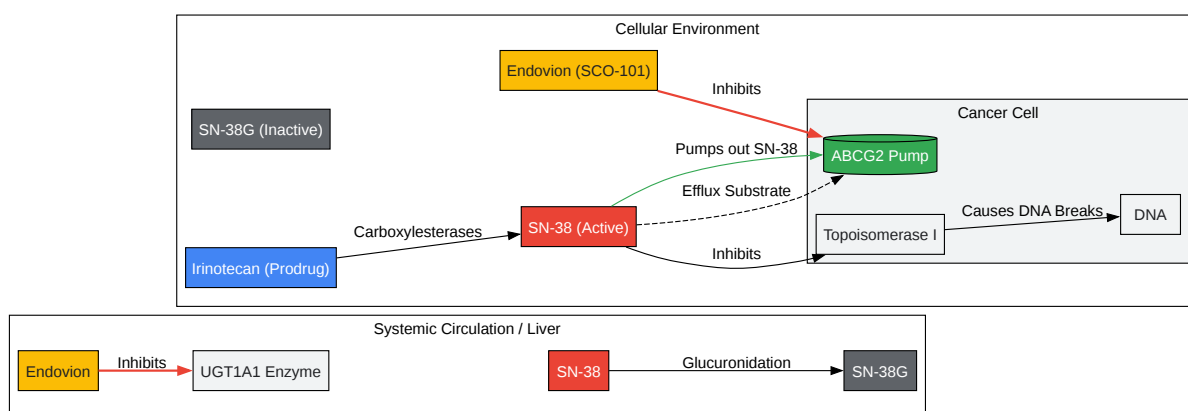 Cellular Environment
Endovion (SCO-101)
Inhibits
Cancer Cell
SN-38G (Inactive)
Pumps out SN-38
ABCG2 Pump
Efflux Substrate
Causes DNA Breaks
DNA
Carboxylesterases
SN-38 (Active)
Topoisomerase I
Inhibits
Irinotecan (Prodrug)
Systemic Circulation / Liver
Endovion
Inhibits
UGT1A1 Enzyme
SN-38
Glucuronidation
SN-38G